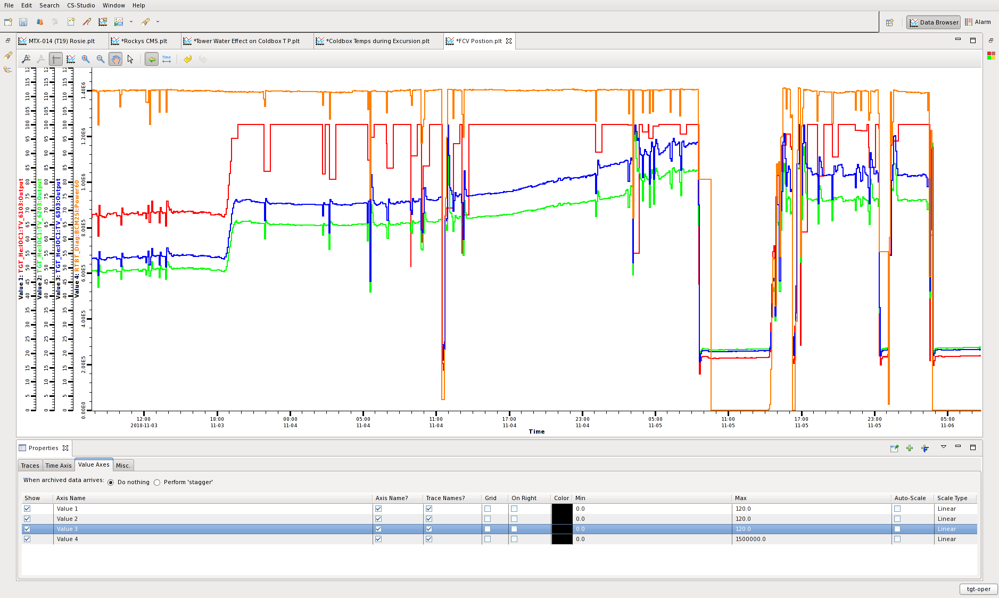 File Edit Search CS-Studio Window Help
Data Browser Alarm
MTX-014 (T19) Rosie.plt *Rockys CMS.plt *Tower Water Effect on Coldbox T P.plt *Coldbox Temps during Excursion.plt *FCV Postion.plt
Time
Value 1: TGT_He:IOC1:TV_6103:Output
0 5 10 15 20 25 30 35 40 45 50 55 60 65 70 75 80 85 90 95 100 105 110 115 12
Value 2: TGT_He:IOC1:TV_6203:Output
0 5 10 15 20 25 30 35 40 45 50 55 60 65 70 75 80 85 90 95 100 105 110 115 12
Value 3: TGT_He:IOC1:TV_6303:Output
0 5 10 15 20 25 30 35 40 45 50 55 60 65 70 75 80 85 90 95 100 105 110 115 12
Value 4: RTBT_Diag:BCM25I:Power60
0.00E0 2.00E5 4.00E5 6.00E5 8.00E5 1.00E6 1.20E6 1.40E6
12:00 18:00 00:00 05:00 11:00 17:00 23:00 05:00 11:00 17:00 23:00 05:00
2018-11-03 11-03 11-04 11-04 11-04 11-04 11-04 11-05 11-05 11-05 11-05 11-06
Time
Properties
Traces Time Axis Value Axes Misc.
When archived data arrives: Do nothing Perform 'stagger'
Show Axis Name Axis Name? Trace Names? Grid On Right Color Min Max Auto-Scale Scale Type
Value 1 0.0 120.0 Linear
Value 2 0.0 120.0 Linear
Value 3 0.0 120.0 Linear
Value 4 0.0 1500000.0 Linear
tgt-oper